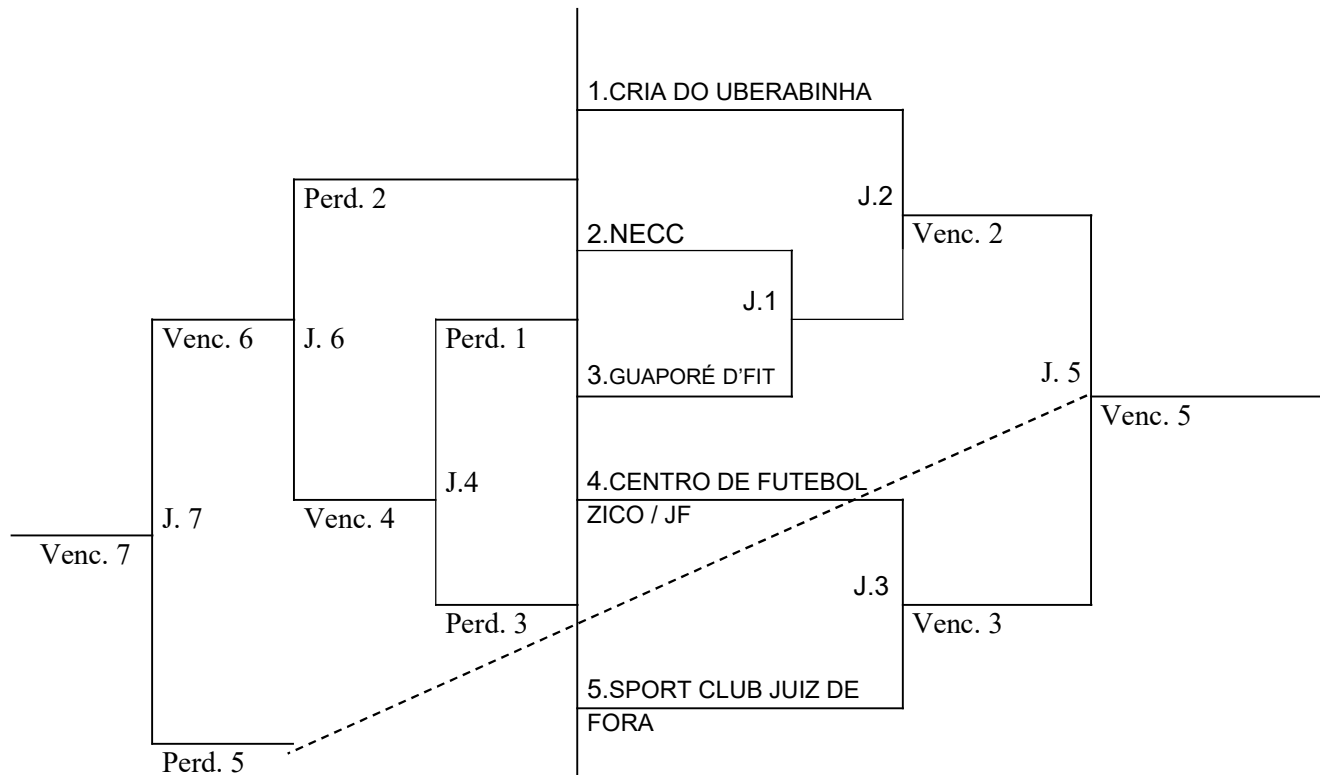 1.CRIA DO UBERABINHA
Perd. 2
J.2
2.NECC
Venc. 2
J.1
Venc. 6
J. 6
Perd. 1
3.GUAPORÉ D'FIT
J. 5
Venc. 5
J.4
4.CENTRO DE FUTEBOL
ZICO / JF
J. 7
Venc. 4
Venc. 7
J.3
Perd. 3
Venc. 3
5.SPORT CLUB JUIZ DE
FORA
Perd. 5